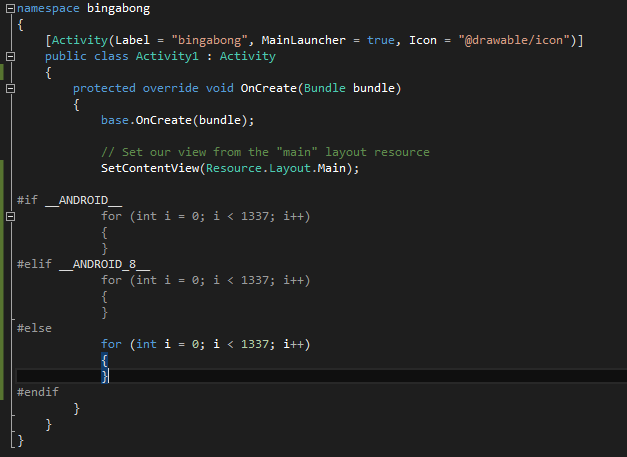 namespace bingabong
{
    [Activity(Label = "bingabong", MainLauncher = true, Icon = "@drawable/icon")]
    public class Activity1 : Activity
    {
        protected override void OnCreate(Bundle bundle)
        {
            base.OnCreate(bundle);

            // Set our view from the "main" layout resource
            SetContentView(Resource.Layout.Main);

#if __ANDROID__
            for (int i = 0; i < 1337; i++)
            {
            }
#elif __ANDROID_8__
            for (int i = 0; i < 1337; i++)
            {
            }
#else
            for (int i = 0; i < 1337; i++)
            {
            }
#endif
        }
    }
}